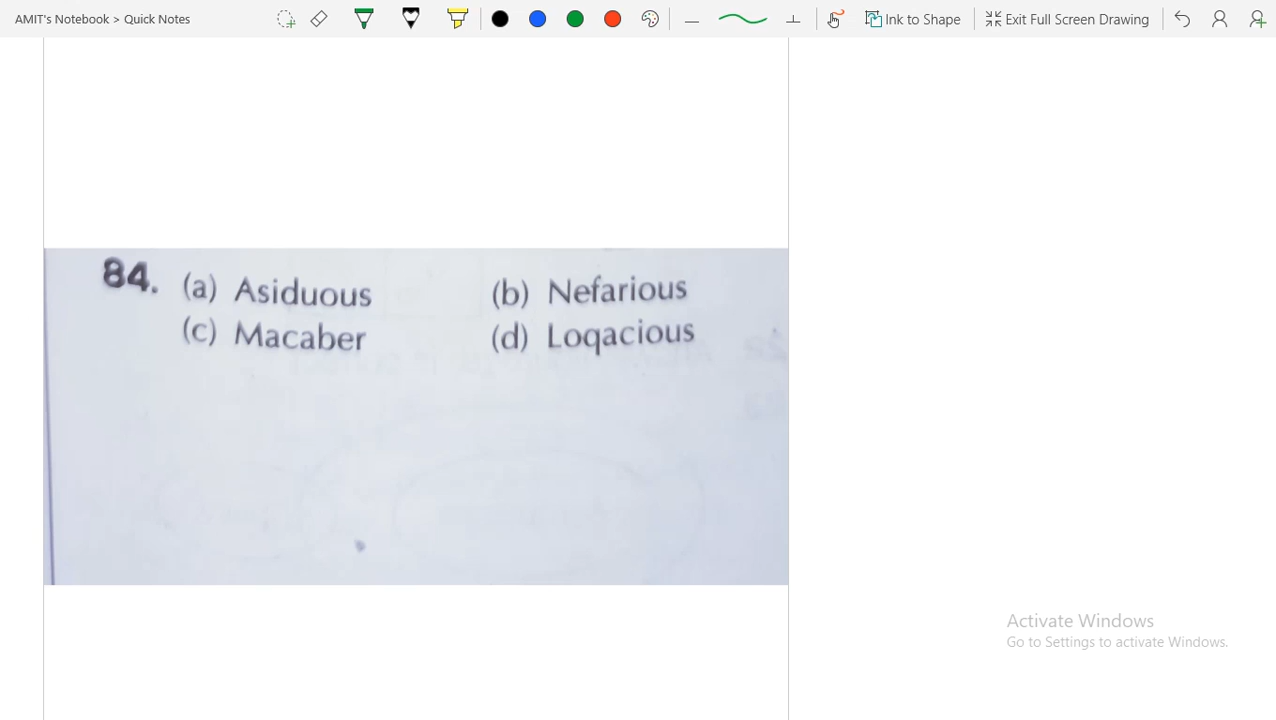 AMIT's Notebook > Quick Notes Ink to Shape Exit Full Screen Drawing
84. (a) Asiduous (b) Nefarious
(c) Macaber (d) Loqacious
Activate Windows
Go to Settings to activate Windows.